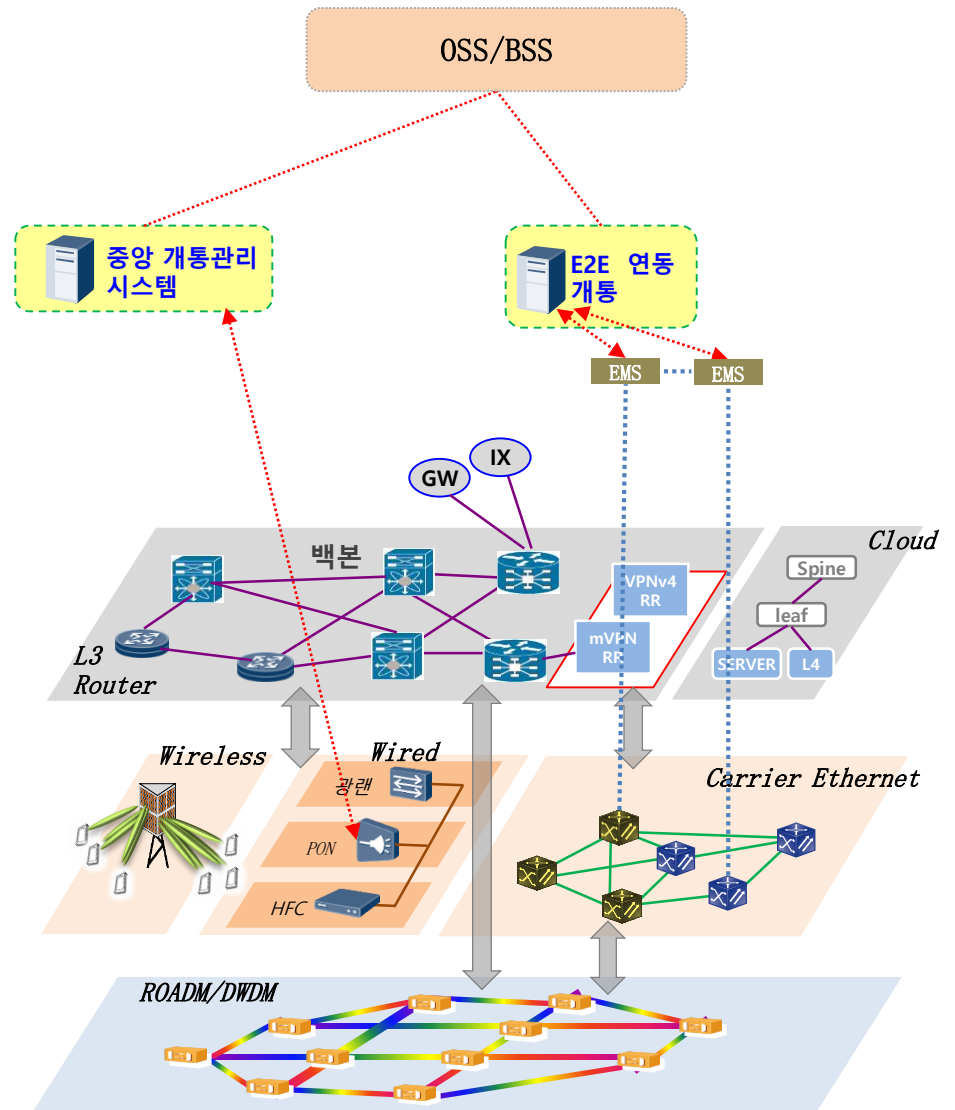 OSS/BSS
중앙 개통관리
시스템
E2E 연동
개통
EMS
EMS
IX
GW
백본
Cloud
VPNv4
RR
Spine
leaf
mVPN
RR
SERVER
L4
L3
Router
Wireless
Wired
광랜
Carrier Ethernet
PON
HFC
ROADM/DWDM